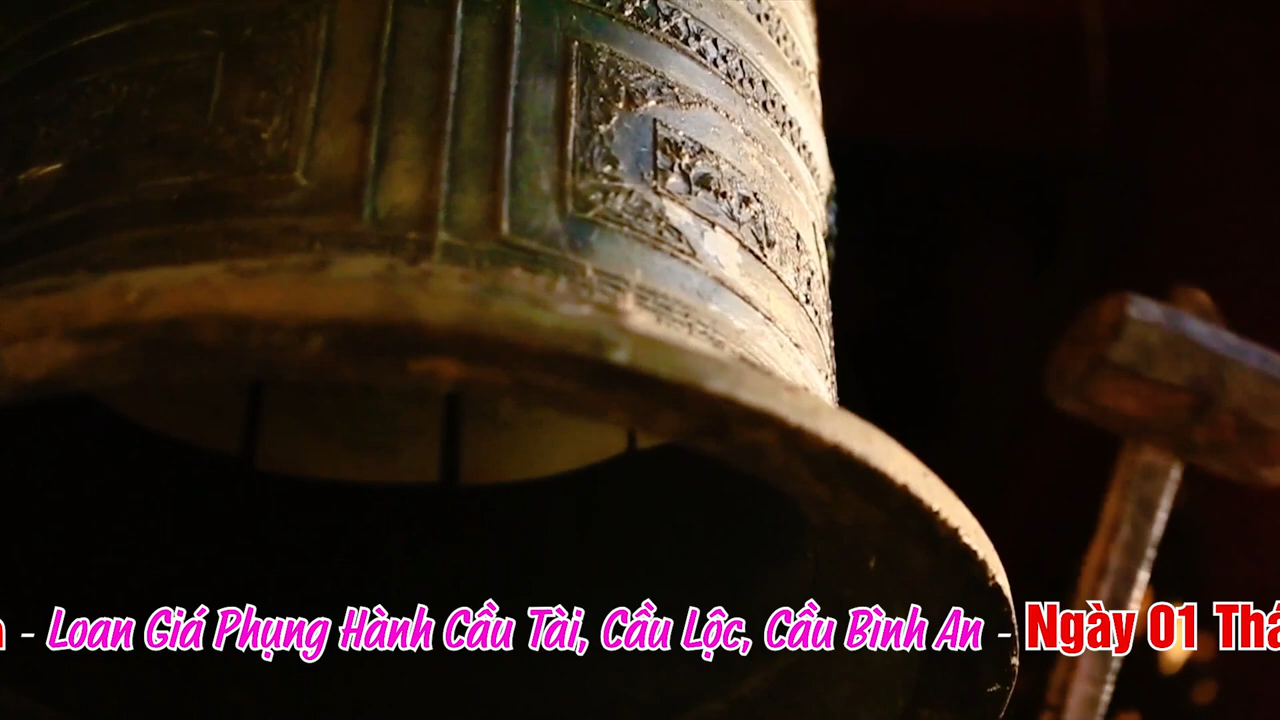 - Loan Giá Phụng Hành Cầu Tài, Cầu Lộc, Cầu Bình An - Ngày 01